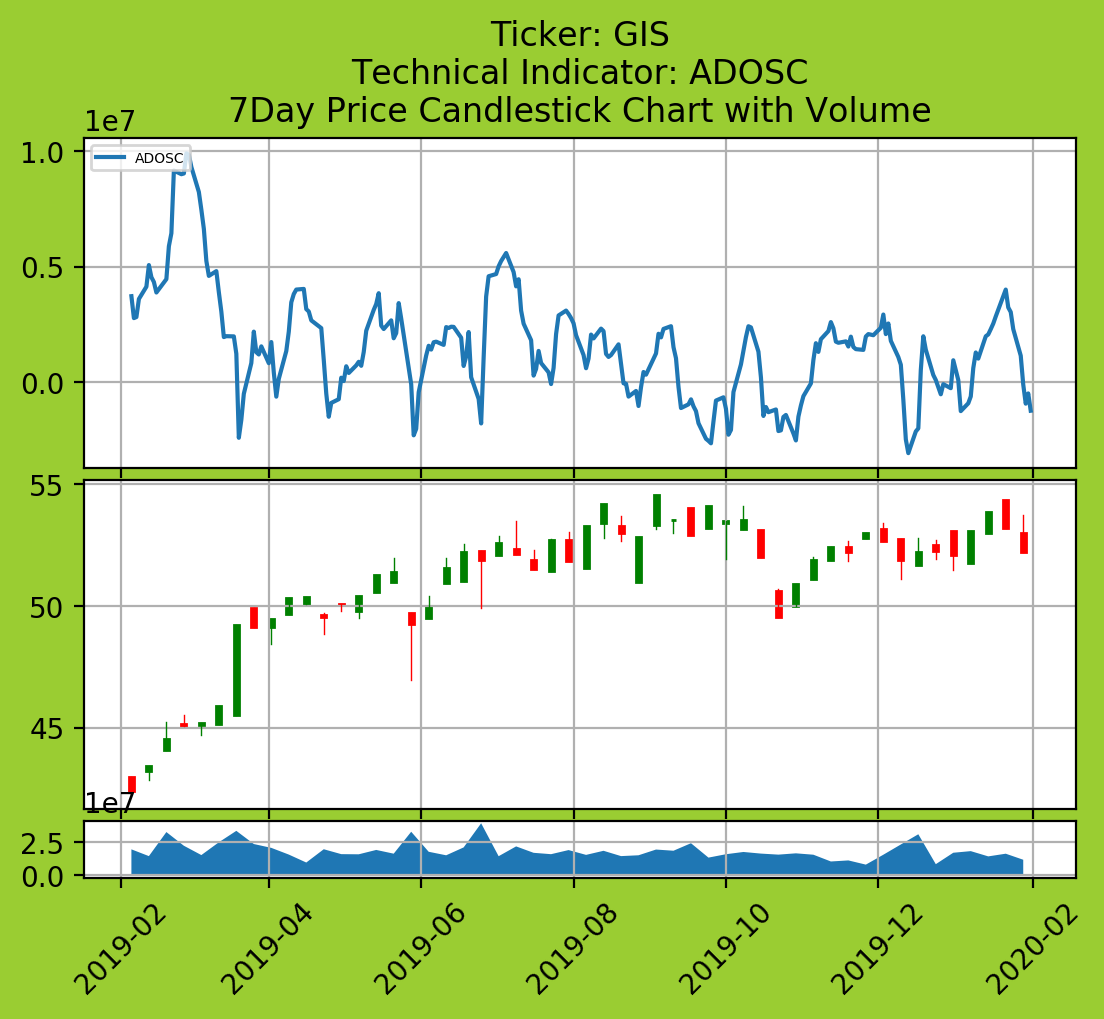 Ticker: GIS
Technical Indicator: ADOSC
7Day Price Candlestick Chart with Volume
1e7
ADOSC
1.0
0.5
0.0
55
50
45
1e7
2.5
0.0
2019-02
2019-04
2019-06
2019-08
2019-10
2019-12
2020-02